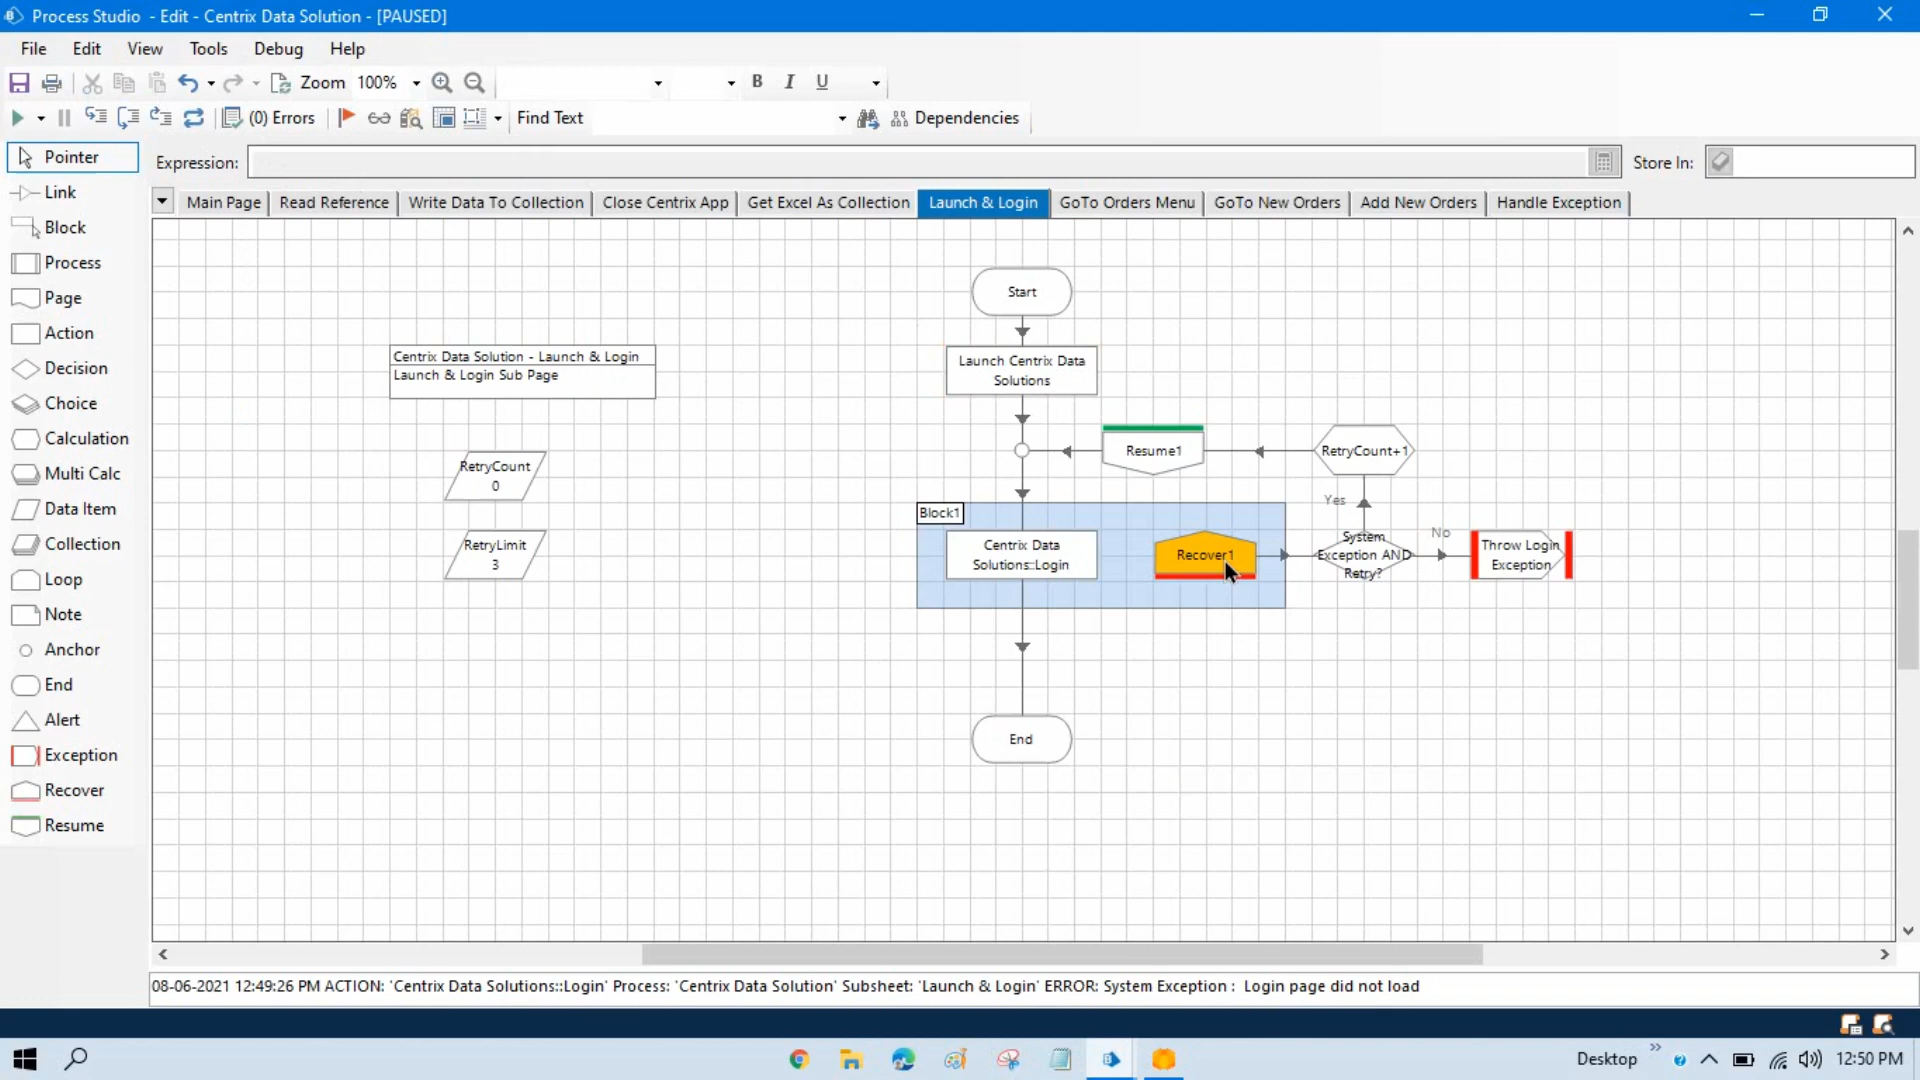 Process Studio - Edit - Centrix Data Solution - [PAUSED]
File Edit View Tools Debug Help
Zoom 100% B I U
(0) Errors Find Text Dependencies
Pointer
Expression: Store In:
Link
Main Page Read Reference Write Data To Collection Close Centrix App Get Excel As Collection Launch & Login GoTo Orders Menu GoTo New Orders Add New Orders Handle Exception
Block
Process
Page
Action
Decision
Choice
Calculation
Multi Calc
Data Item
Collection
Loop
Note
Anchor
End
Alert
Exception
Recover
Resume
Start
Centrix Data Solution - Launch & Login
Launch & Login Sub Page
Launch Centrix Data
Solutions
RetryCount
0
Resume1
RetryCount+1
Yes
Block1
RetryLimit
3
Centrix Data
Solutions::Login
Recover1
System
Exception AND
Retry?
No
Throw Login
Exception
End
08-06-2021 12:49:26 PM ACTION: 'Centrix Data Solutions::Login' Process: 'Centrix Data Solution' Subsheet: 'Launch & Login' ERROR: System Exception : Login page did not load
Desktop 12:50 PM